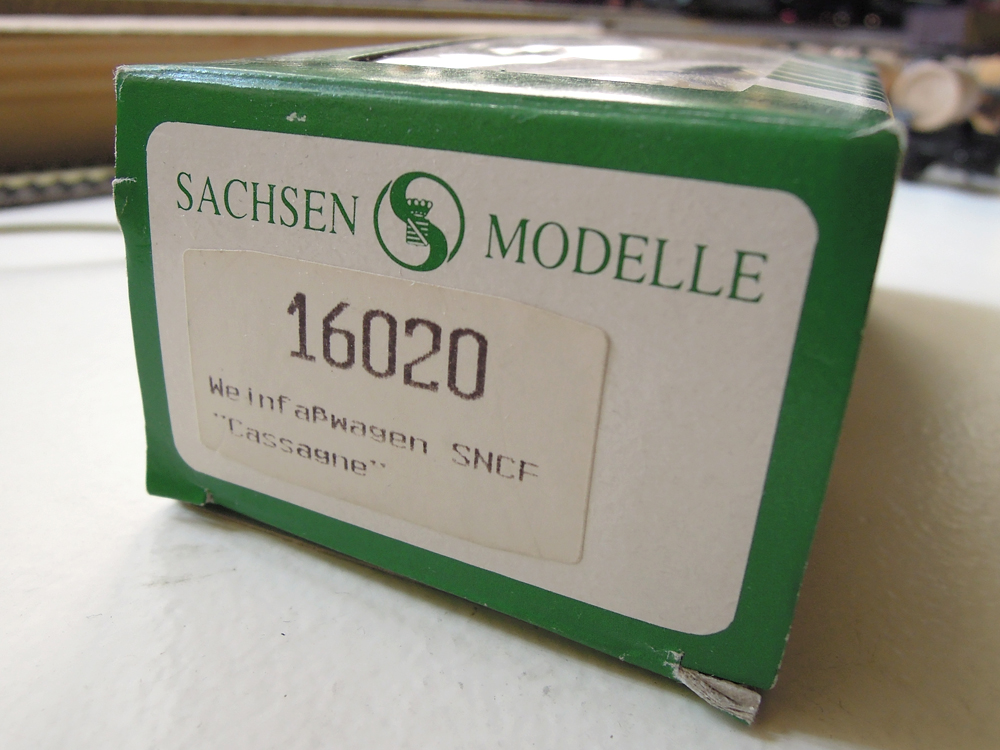 SACHSEN MODELLE
16020
Weinfaßwagen SNCF
"Cassagne"